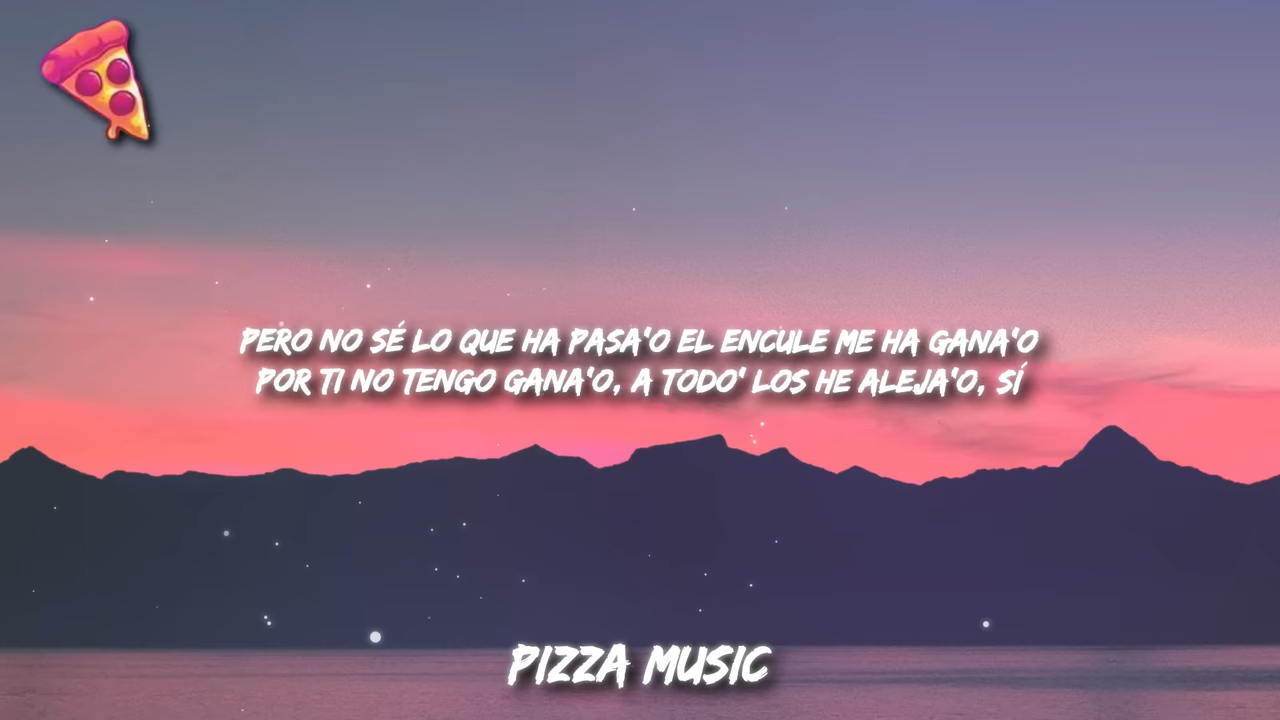 PERO NO SÉ LO QUE HA PASA'O EL ENCULE ME HA GANA'O
POR TI NO TENGO GANA'O, A TODO' LOS HE ALEJA'O, SÍ
PIZZA MUSIC